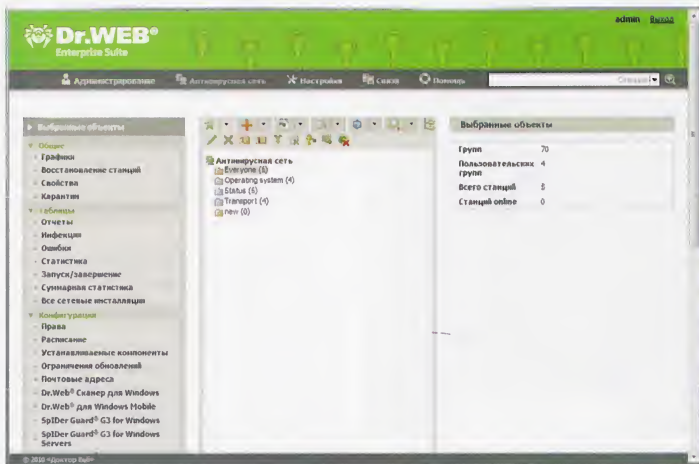 admin Выход
Dr.WEB®
Enterprise Suite
Администрирование Антивирусная сеть Настройки Связи Помощь
Выбранные объекты
Общие
Графики
Восстановление станций
Свойства
Карантин
Таблицы
Отчеты
Инфекции
Ошибки
Статистика
Запуск/завершение
Суммарная статистика
Все сетевые инсталляции
Конфигурация
Права
Расписание
Устанавливаемые компоненты
Ограничения обновлений
Почтовые адреса
Dr.Web® Сканер для Windows
Dr.Web® для Windows Mobile
SpIDer Guard® G3 for Windows
SpIDer Guard® G3 for Windows
Servers
Антивирусная сеть
Everyone (5)
Operating system (4)
Status (5)
Transport (4)
new (0)
Выбранные объекты
Групп 70
Пользовательских 4
групп
Всего станций 5
Станций online 0
© 2010 «Доктор Веб»